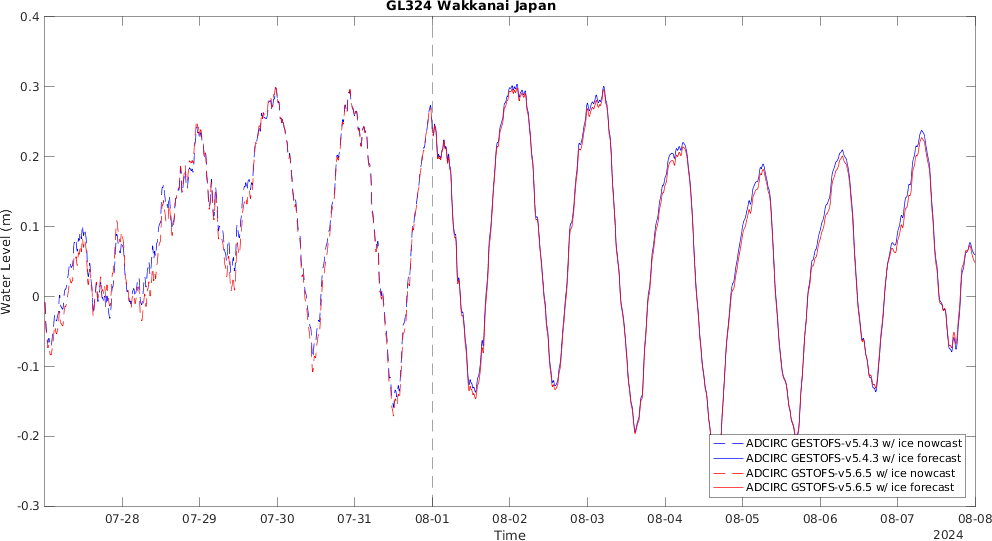 GL324 Wakkanai Japan
0.4
0.3
0.2
0.1
0
-0.1
-0.2
-0.3
Water Level (m)
ADCIRC GESTOFS-v5.4.3 w/ ice nowcast
ADCIRC GESTOFS-v5.4.3 w/ ice forecast
ADCIRC GSTOFS-v5.6.5 w/ ice nowcast
ADCIRC GSTOFS-v5.6.5 w/ ice forecast
07-28 07-29 07-30 07-31 08-01 08-02 08-03 08-04 08-05 08-06 08-07 08-08
Time
2024